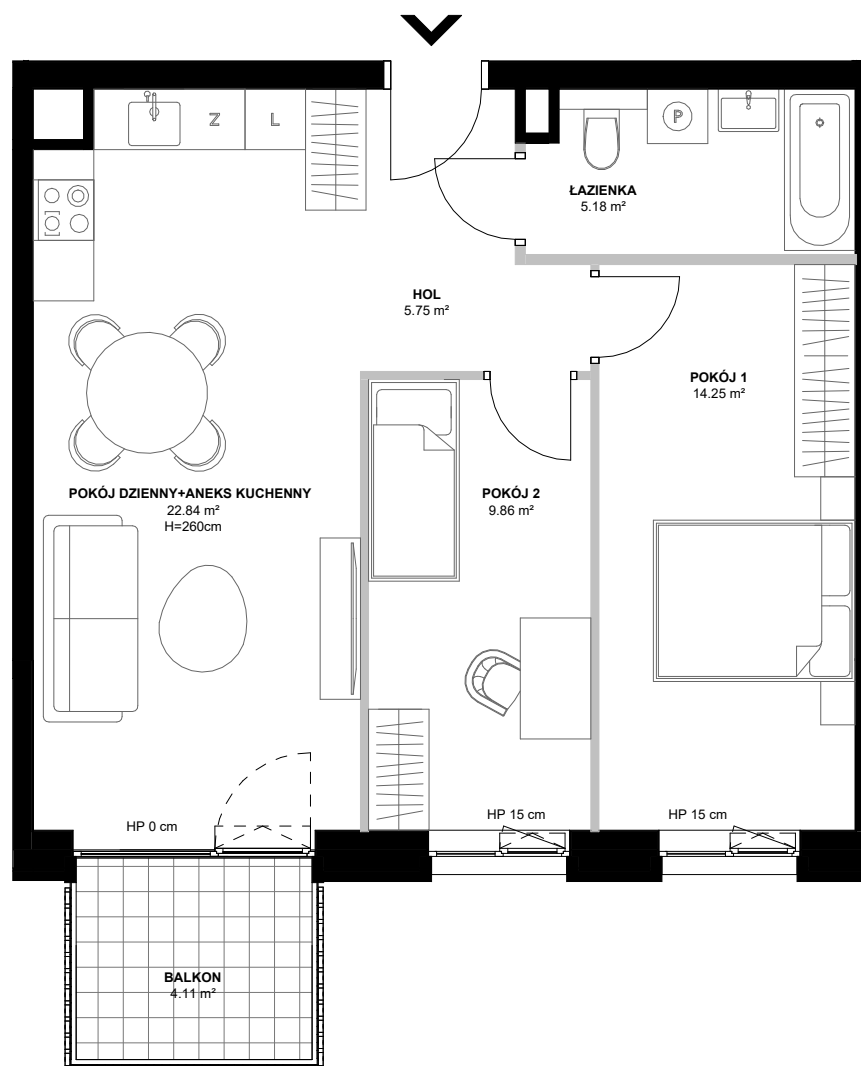 Z
L
P
ŁAZIENKA
5.18 m²
HOL
5.75 m²
POKÓJ 1
14.25 m²
POKÓJ DZIENNY+ANEKS KUCHENNY
22.84 m²
H=260cm
POKÓJ 2
9.86 m²
HP 0 cm
HP 15 cm
HP 15 cm
BALKON
4.11 m²